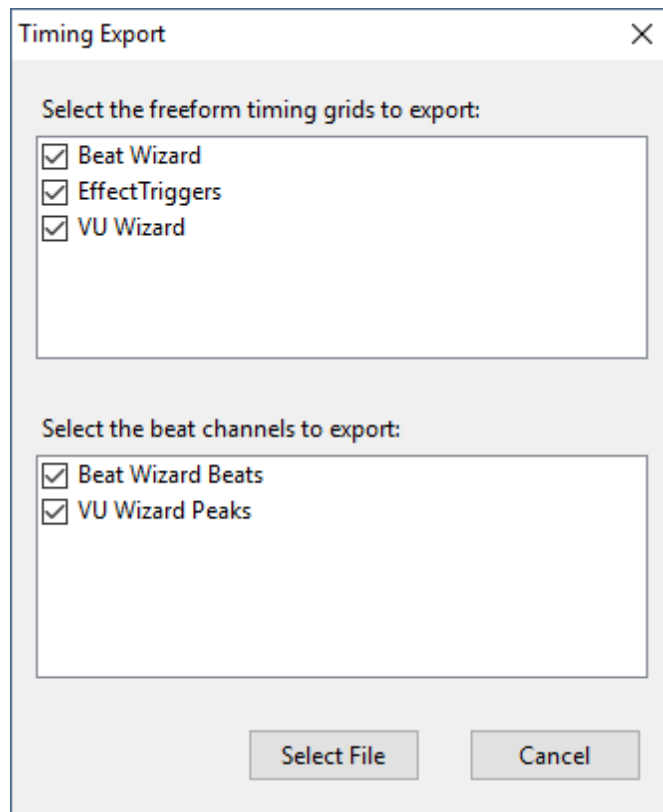 Timing Export
Select the freeform timing grids to export:
Beat Wizard
EffectTriggers
VU Wizard
Select the beat channels to export:
Beat Wizard Beats
VU Wizard Peaks
Select File
Cancel